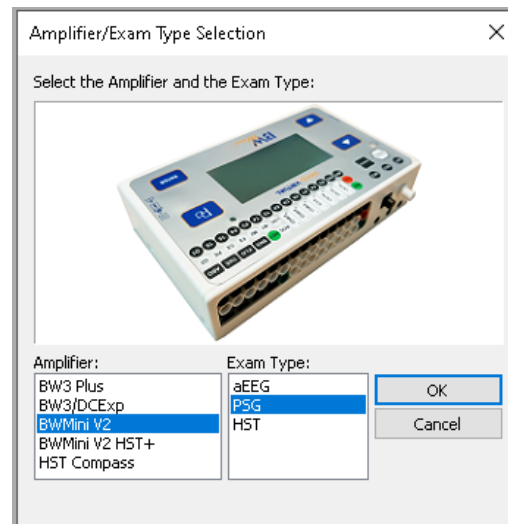 Amplifier/Exam Type Selection
Select the Amplifier and the Exam Type:
BW
Amplifier:
BW3 Plus
BW3/DCExp
BWMini V2
BWMini V2 HST+
HST Compass
Exam Type:
aEEG
PSG
HST
OK
Cancel